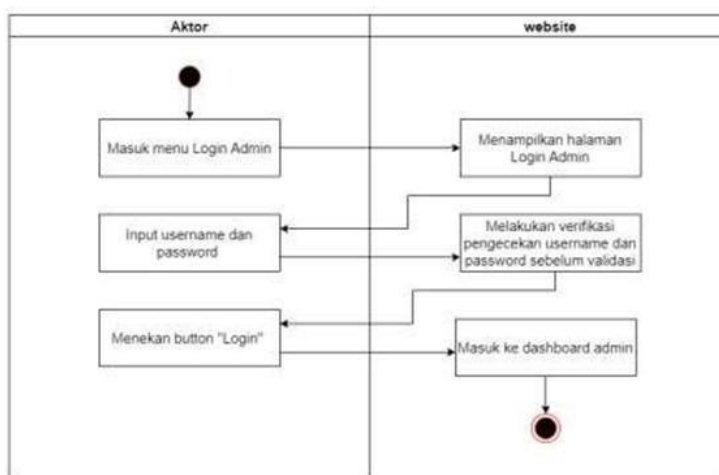 Aktor
website
Masuk menu Login Admin
Menampilkan halaman
Login Admin
Input username dan
password
Melakukan verifikasi
pengecekan username dan
password sebelum validasi
Menekan button "Login"
Masuk ke dashboard admin